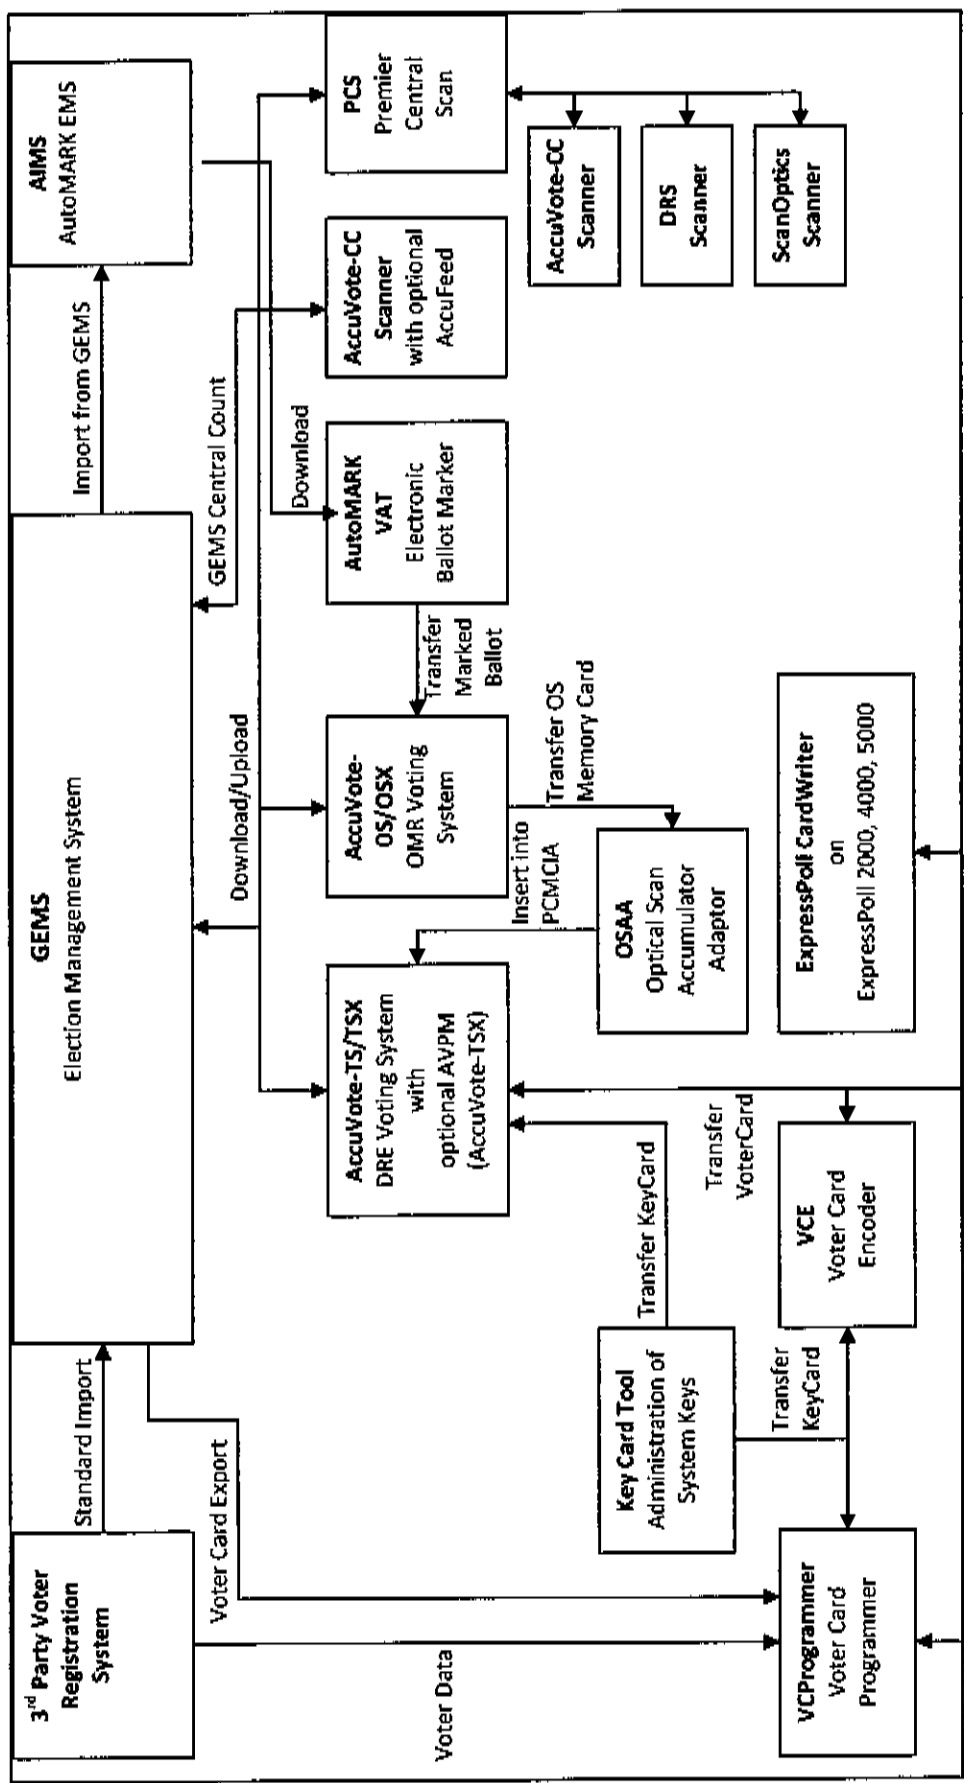 3rd Party Voter
Registration
System
Standard Import
GEMS
Election Management System
Import from GEMS
AIMS
AutoMARK EMS
Voter Card Export
Download/Upload
GEMS Central Count
Download
Voter Data
AccuVote-TS/TSX
DRE Voting System
with
optional AVPM
(AccuVote-TSX)
AccuVote-
OS/OSX
OMR Voting
System
Transfer
Marked
Ballot
AutoMARK
VAT
Electronic
Ballot Marker
AccuVote-CC
Scanner
with optional
AccuFeed
PCS
Premier
Central
Scan
Insert into
PCMCIA
Transfer OS
Memory Card
Transfer KeyCard
Key Card Tool
Administration of
System Keys
OSAA
Optical Scan
Accumulator
Adaptor
AccuVote-CC
Scanner
DRS
Scanner
ScanOptics
Scanner
Transfer
VoterCard
Transfer
KeyCard
VCProgrammer
Voter Card
Programmer
VCE
Voter Card
Encoder
ExpressPoll CardWriter
on
ExpressPoll 2000, 4000, 5000